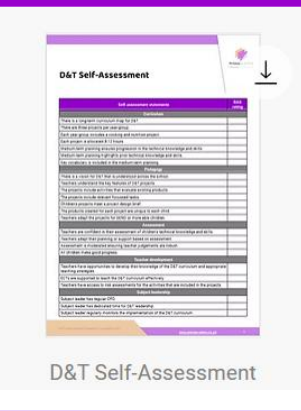 D&T Self-Assessment
Self assessment statements
RAG
rating
Curriculum
There is a long-term curriculum map for D&T
There are three projects per year group
Each year group includes a cooking and nutrition project
Each project is allocated 8-12 hours
Medium term planning ensures progression in the technical knowledge and skills
Medium term planning highlights prior technical knowledge and skills
Key vocabulary is included in the medium term planning
Pedagogy
There is a vision for D&T that is understood across the school
Teachers understand the key features of D&T projects
The projects include activities that evaluate existing products
The projects include relevant focused tasks
Children's projects meet a project design brief
The products created for each project are unique to each child
Teachers adapt the projects for SEND or more able children
Assessment
Teachers are confident in their assessment of children's technical knowledge and skills
Teachers adapt their planning or support based on assessment
Assessment is moderated ensuring teacher judgements are robust
All children make good progress
Teacher development
Teachers have opportunities to develop their knowledge of the D&T curriculum and appropriate
teaching strategies
ECTs are supported to teach the D&T curriculum effectively
Teachers have access to risk assessments for the activities that are included in the projects
Subject leadership
Subject leader has regular CPD
Subject leader has dedicated time for D&T leadership
Subject leader regularly monitors the implementation of the D&T curriculum
D&T Self-Assessment